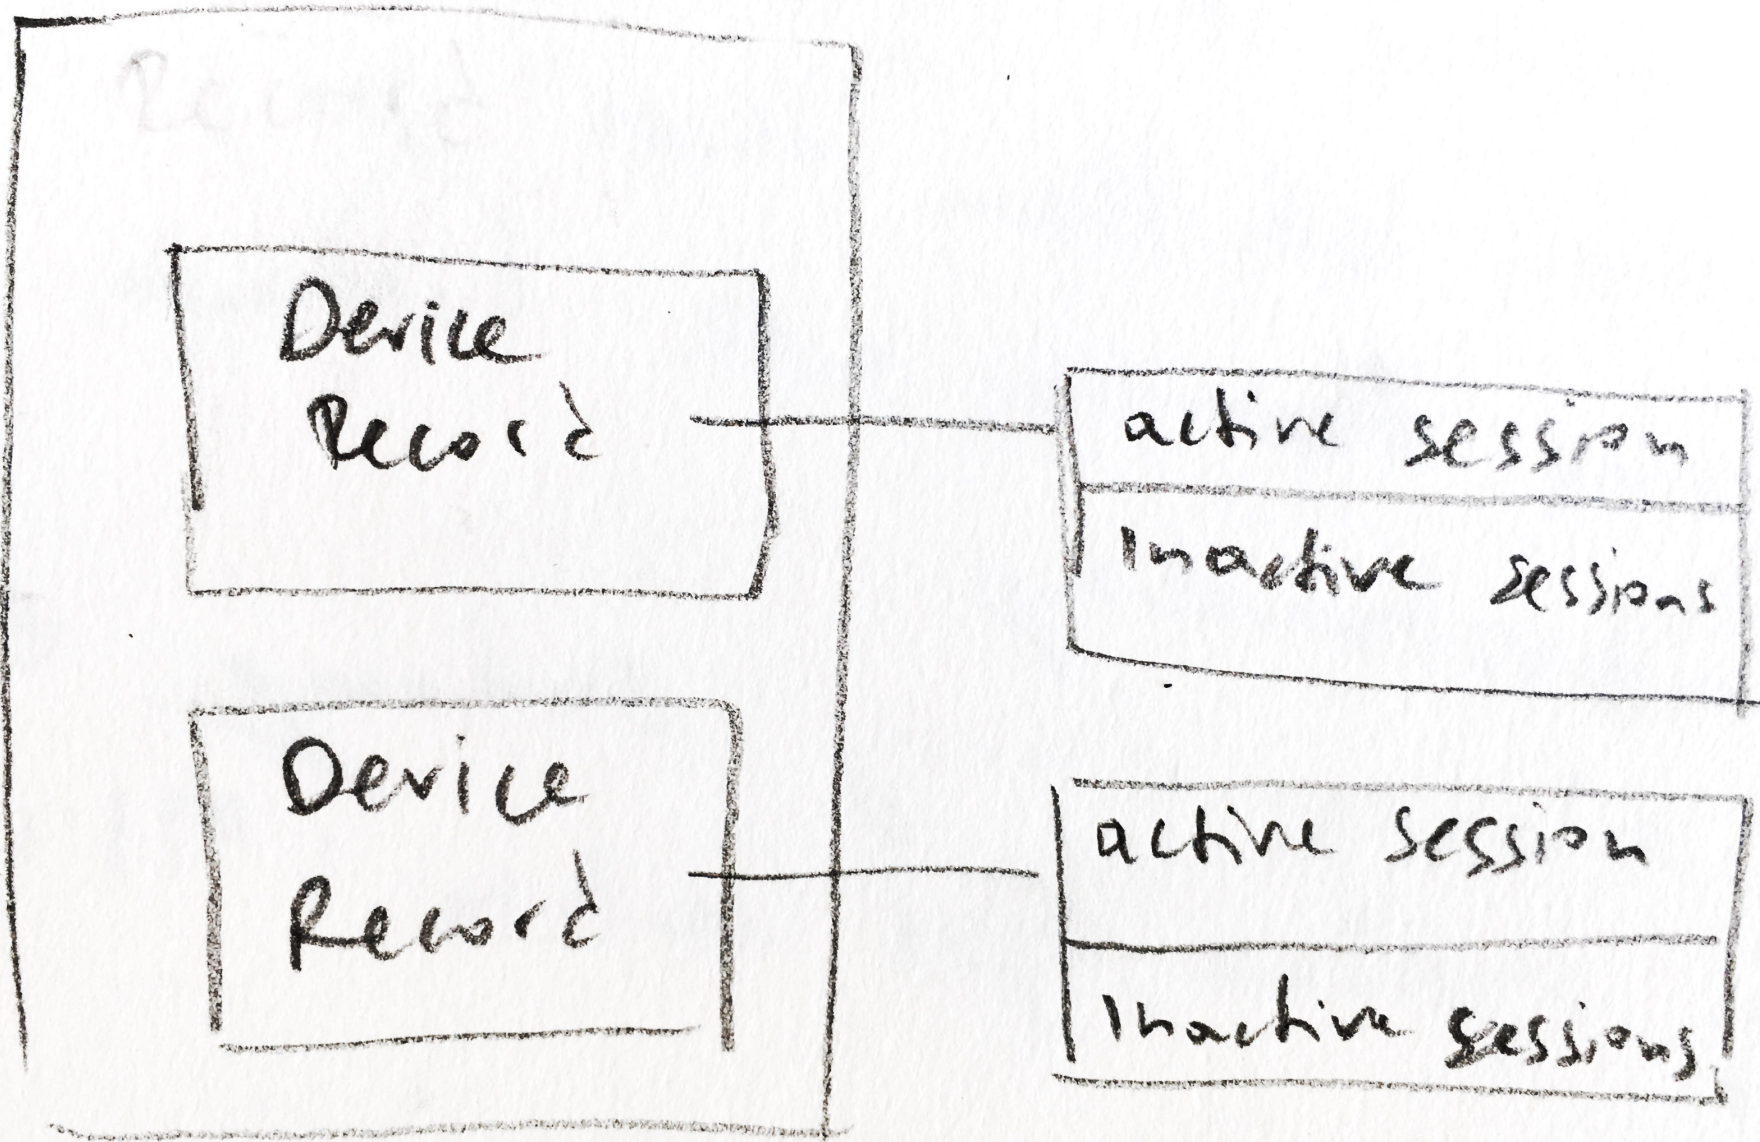 Device
Record
active session
Inactive sessions
Device
Record
active session
Inactive sessions